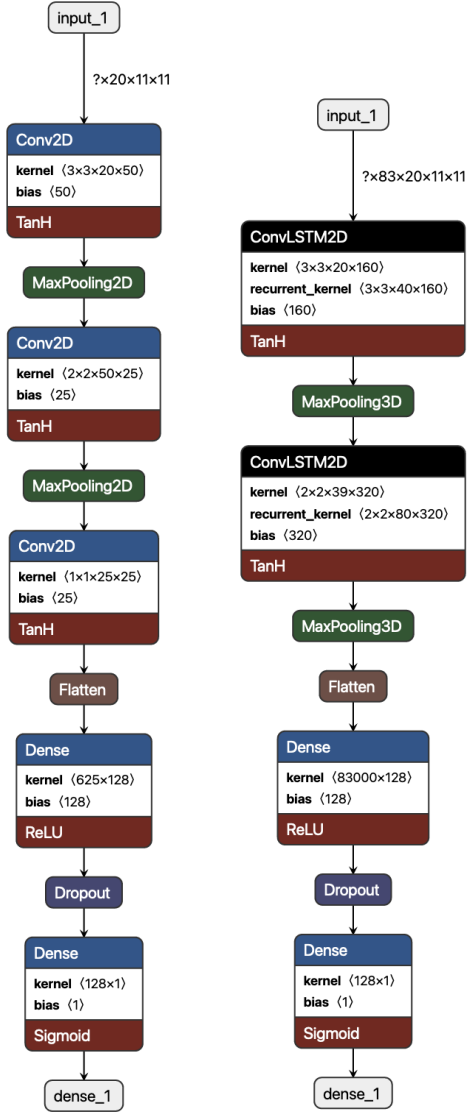 input_1
?×20×11×11
Conv2D
kernel ⟨3×3×20×50⟩
bias ⟨50⟩
TanH
MaxPooling2D
Conv2D
kernel ⟨2×2×50×25⟩
bias ⟨25⟩
TanH
MaxPooling2D
Conv2D
kernel ⟨1×1×25×25⟩
bias ⟨25⟩
TanH
Flatten
Dense
kernel ⟨625×128⟩
bias ⟨128⟩
ReLU
Dropout
Dense
kernel ⟨128×1⟩
bias ⟨1⟩
Sigmoid
dense_1
input_1
?×83×20×11×11
ConvLSTM2D
kernel ⟨3×3×20×160⟩
recurrent_kernel ⟨3×3×40×160⟩
bias ⟨160⟩
TanH
MaxPooling3D
ConvLSTM2D
kernel ⟨2×2×39×320⟩
recurrent_kernel ⟨2×2×80×320⟩
bias ⟨320⟩
TanH
MaxPooling3D
Flatten
Dense
kernel ⟨83000×128⟩
bias ⟨128⟩
ReLU
Dropout
Dense
kernel ⟨128×1⟩
bias ⟨1⟩
Sigmoid
dense_1